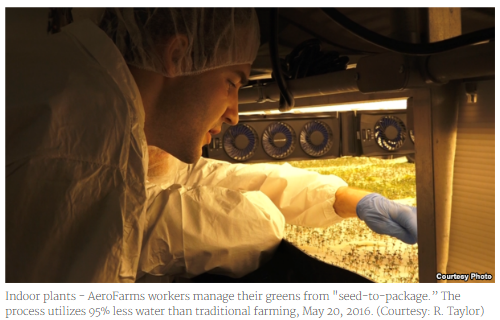 Courtesy Photo
Indoor plants - AeroFarms workers manage their greens from "seed-to-package.” The
process utilizes 95% less water than traditional farming, May 20, 2016. (Courtesy: R. Taylor)